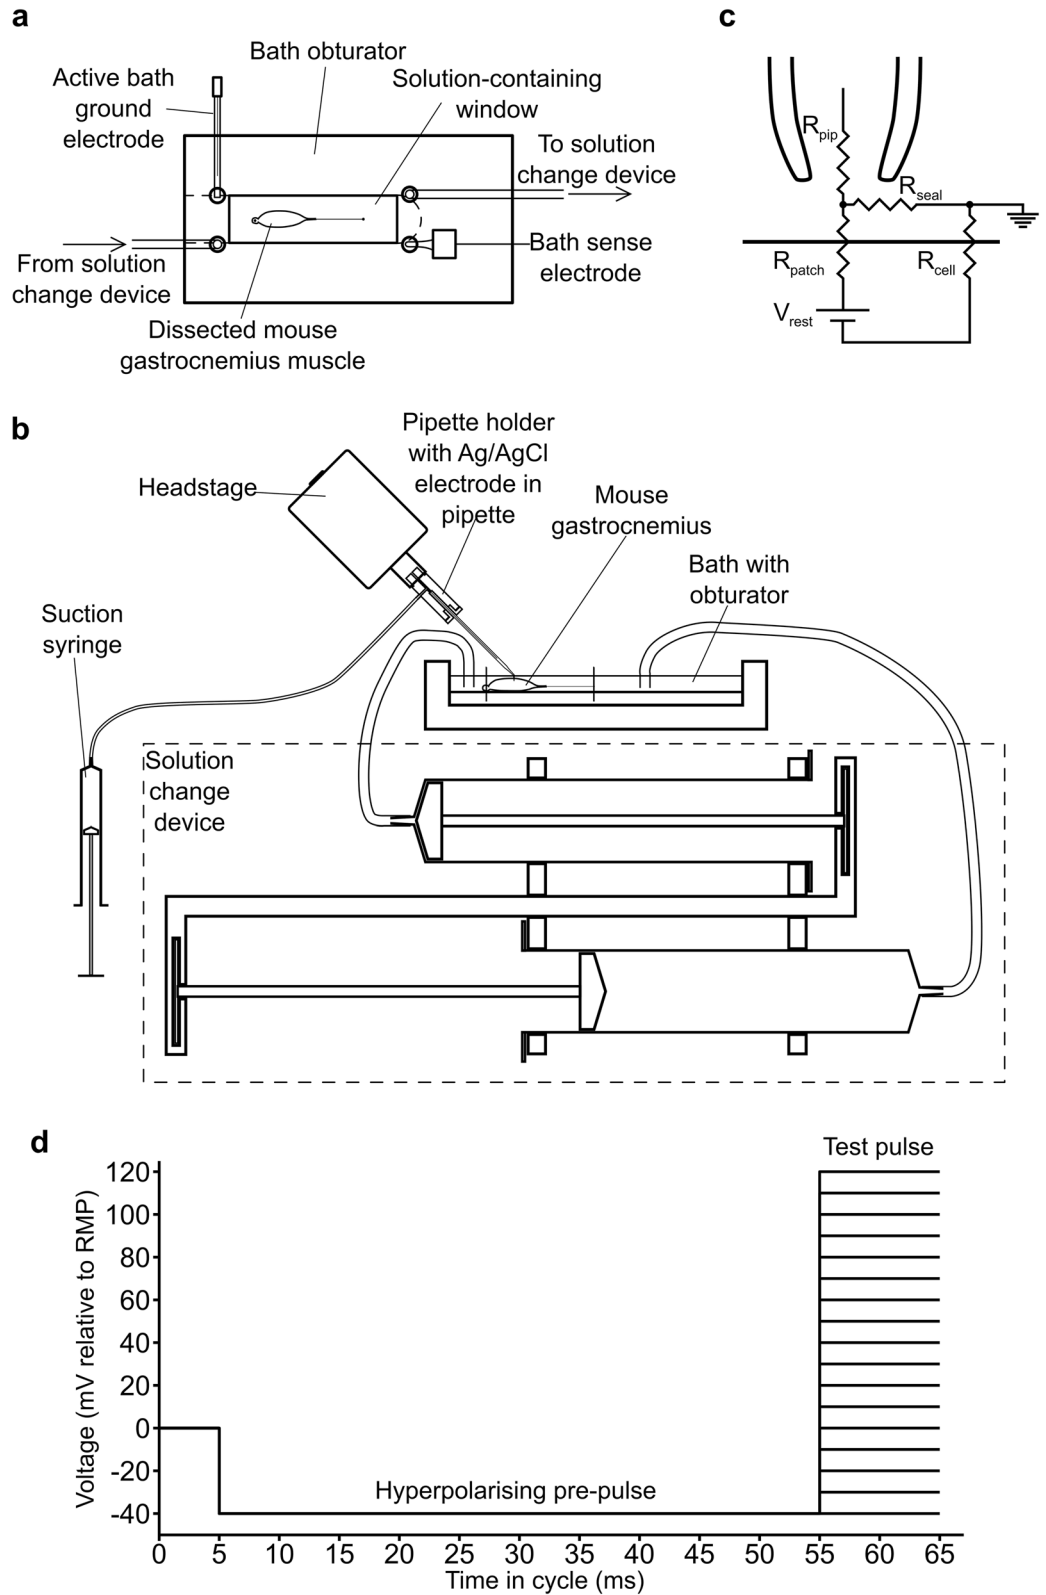 a
Bath obturator
Active bath
ground
electrode
Solution-containing
window
To solution
change device
From solution
change device
Bath sense
electrode
Dissected mouse
gastrocnemius muscle
c
Rpip
Rseal
Rpatch
Rcell
Vrest
b
Pipette holder
with Ag/AgCl
electrode in
pipette
Headstage
Mouse
gastrocnemius
Bath with
obturator
Suction
syringe
Solution
change
device
d
Test pulse
Voltage (mV relative to RMP)
120
100
80
60
40
20
0
-20
-40
Hyperpolarising pre-pulse
0 5 10 15 20 25 30 35 40 45 50 55 60 65
Time in cycle (ms)